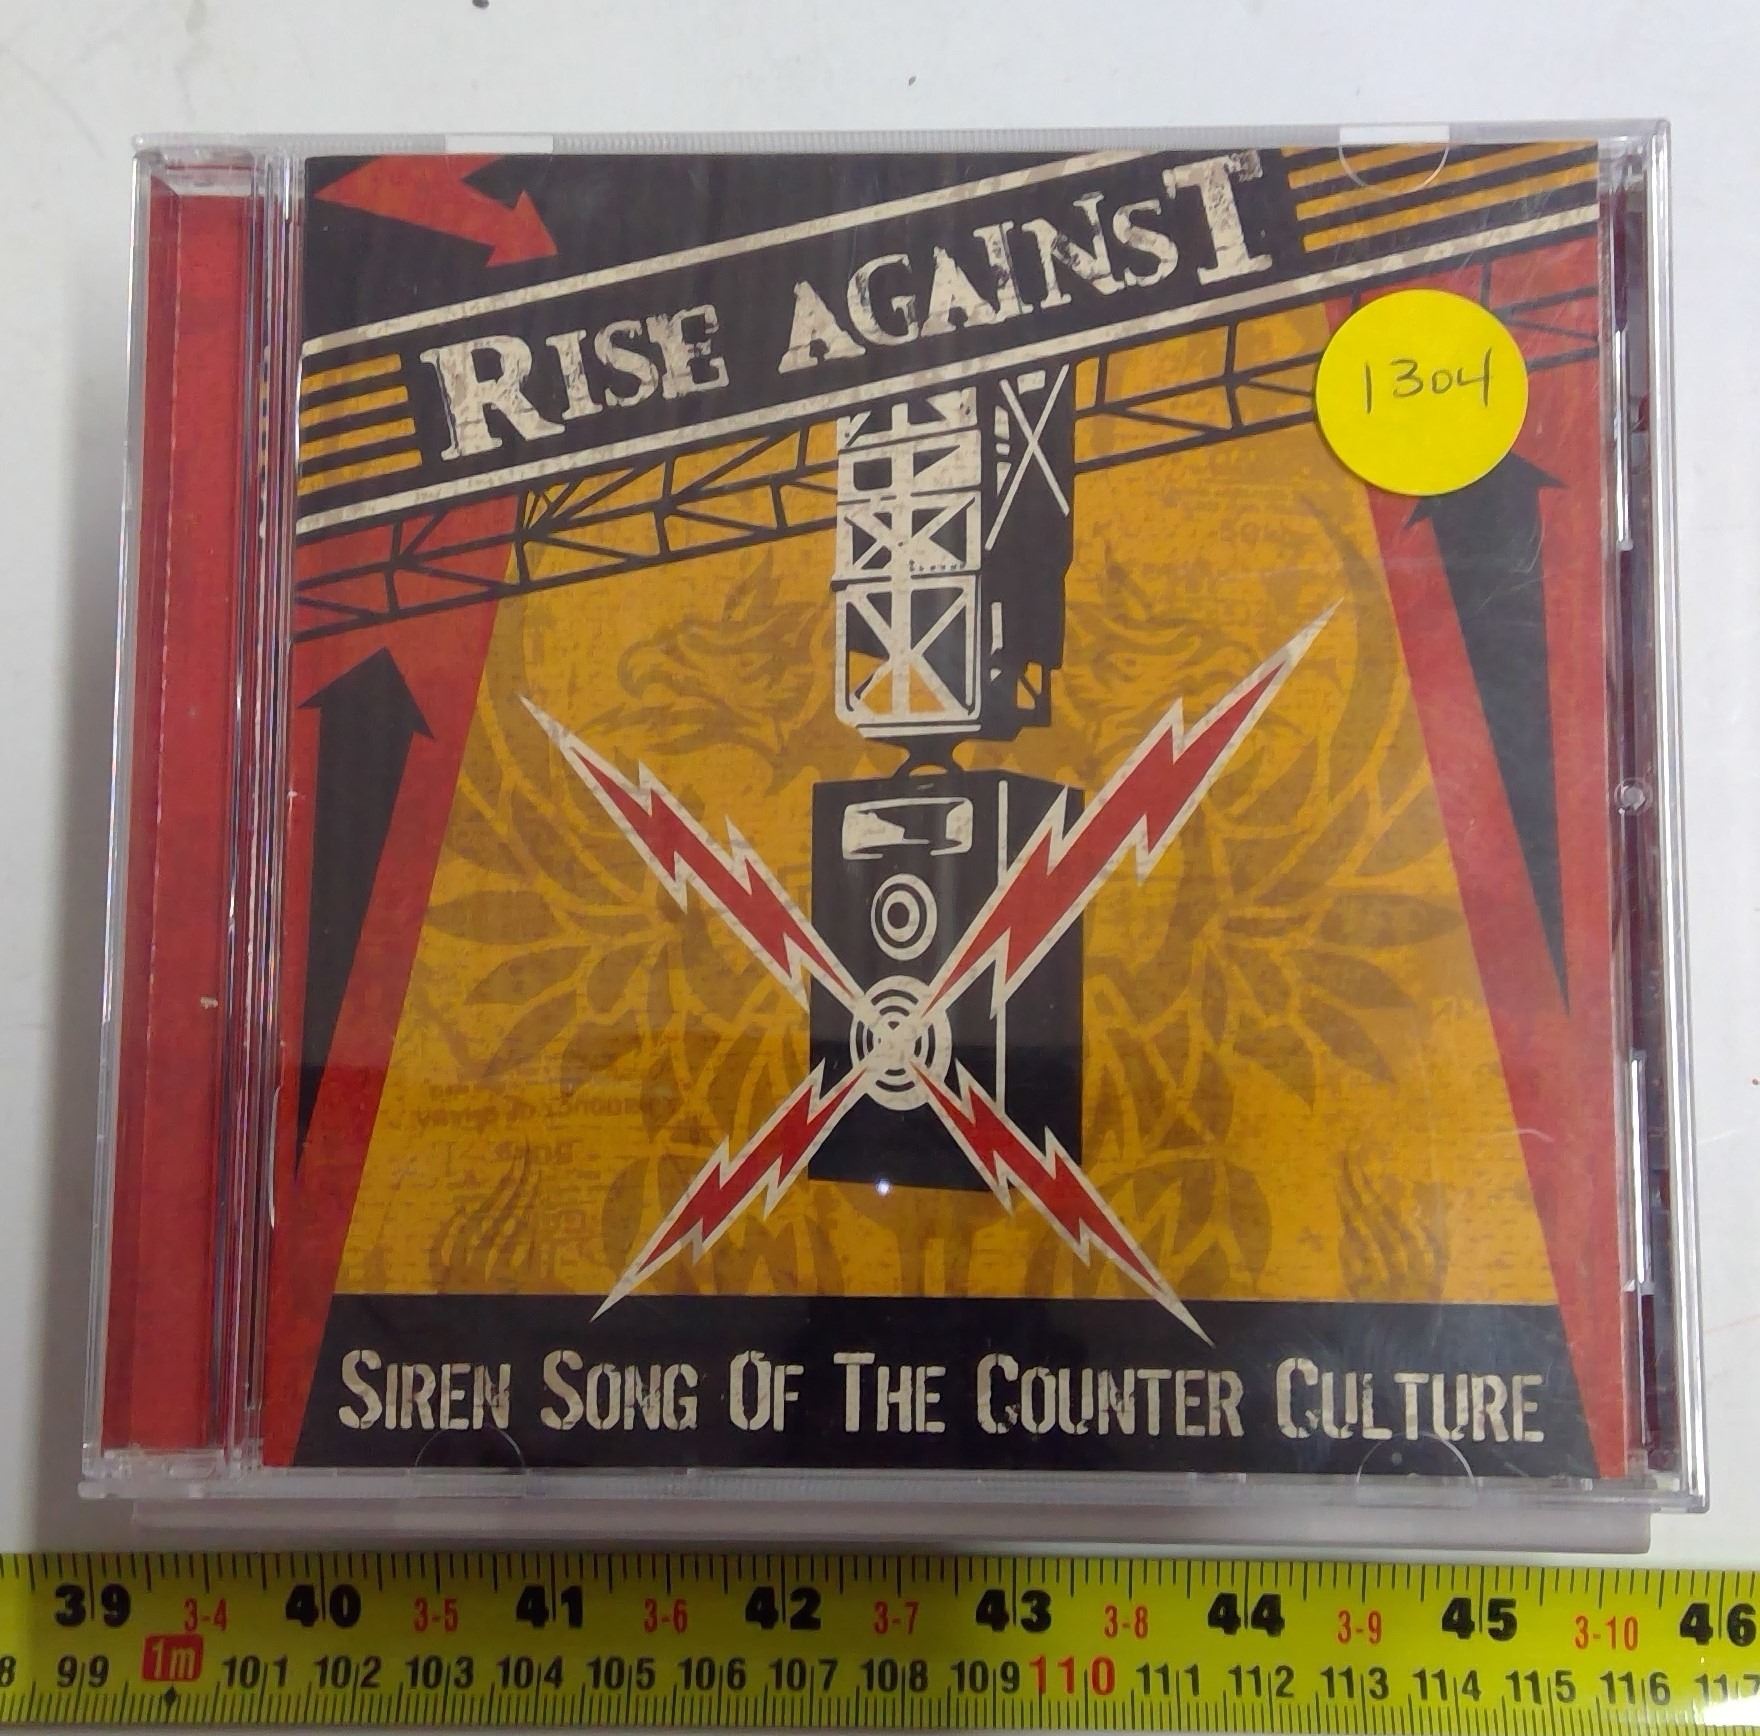 RISE AGAINST
1304
SIREN SONG OF THE COUNTER CULTURE
39 3-4 40 3-5 41 3-6 42 3-7 43 3-8 44 3-9 45 3-10 46
8 99 1m 101 102 103 104 105 106 107 108 109 110 111 112 113 114 115 116 117